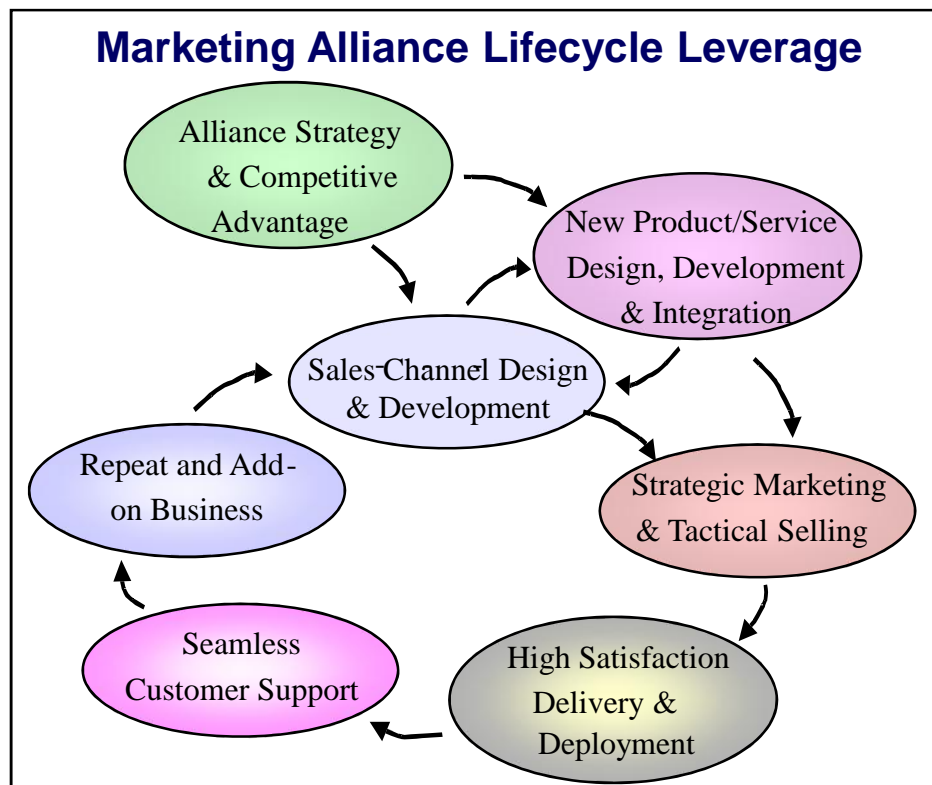 Marketing Alliance Lifecycle Leverage
Alliance Strategy
& Competitive
Advantage
New Product/Service
Design, Development
& Integration
Sales-Channel Design
& Development
Repeat and Add-
on Business
Strategic Marketing
& Tactical Selling
Seamless
Customer Support
High Satisfaction
Delivery &
Deployment